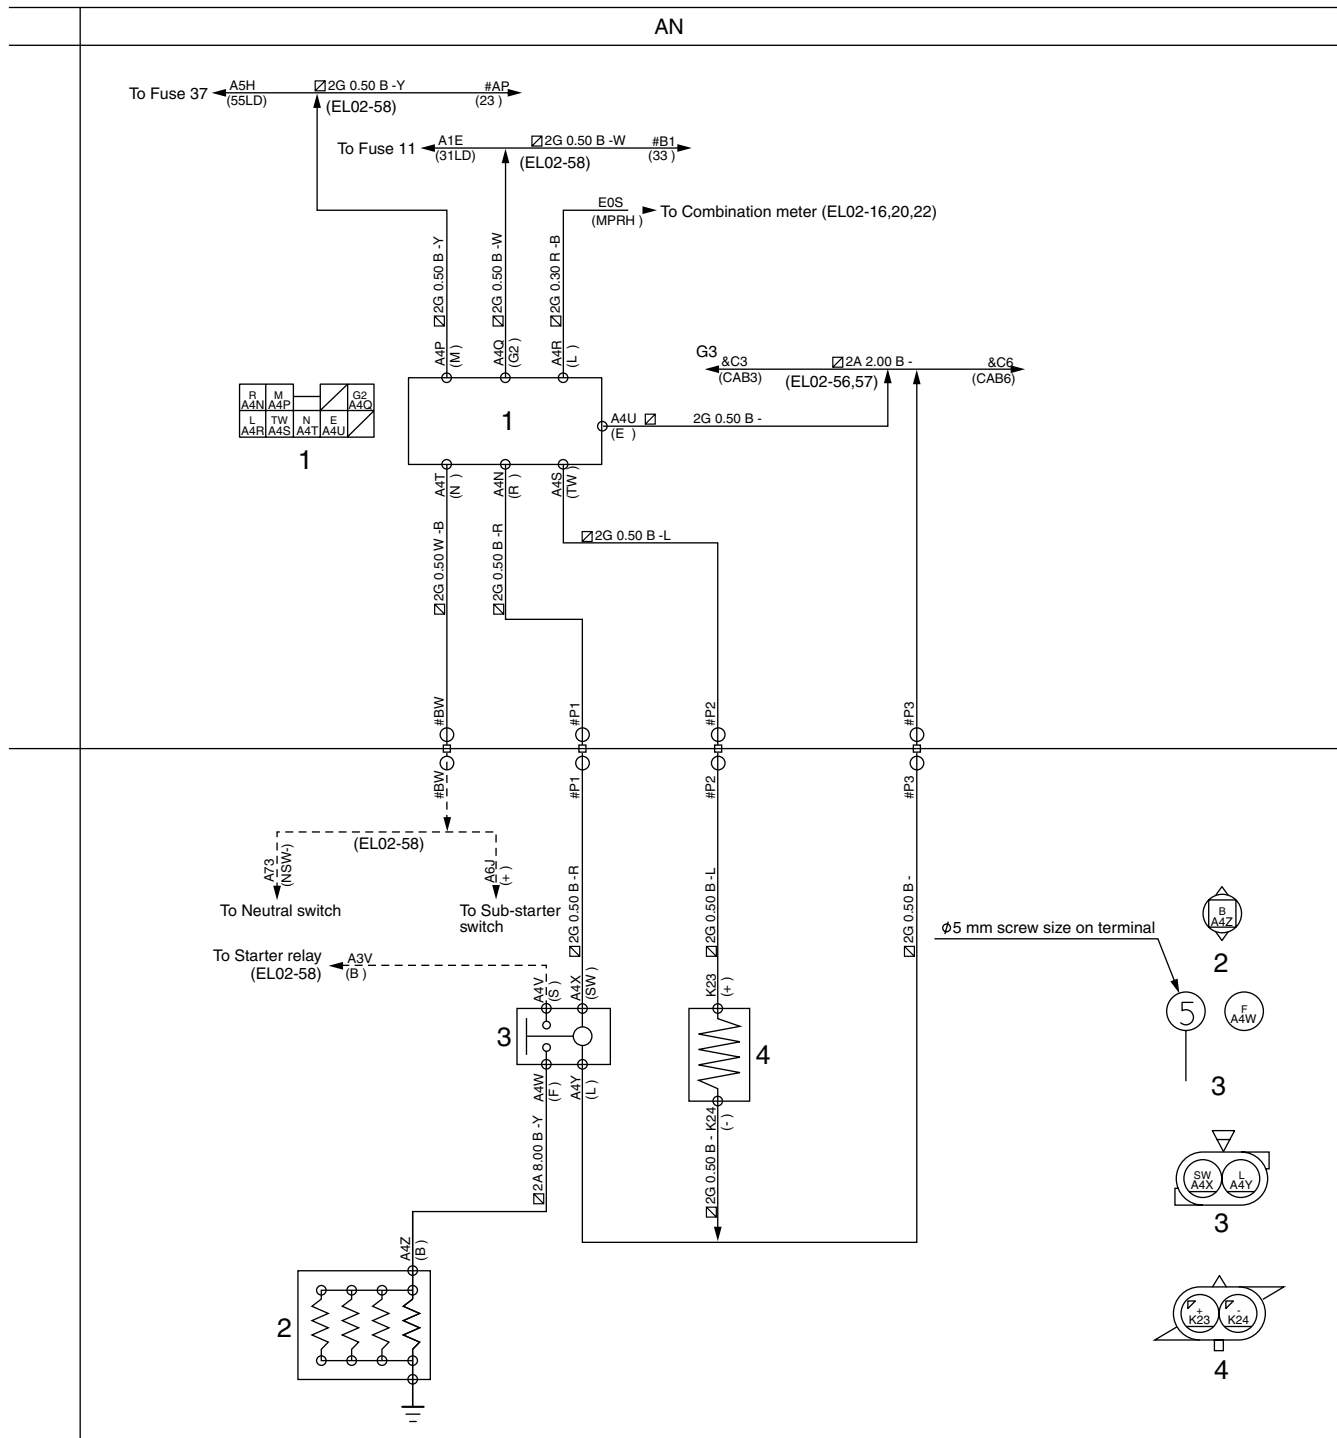 AN
To Fuse 37
A5H
(55LD)
2G 0.50 B -Y
(EL02-58)
#AP
(23 )
To Fuse 11
A1E
(31LD)
2G 0.50 B -W
(EL02-58)
#B1
(33 )
E0S
(MPRH )
To Combination meter (EL02-16,20,22)
2G 0.50 B -Y
2G 0.50 B -W
2G 0.30 R -B
A4P
(M )
A4Q
(G2 )
A4R
(L )
G3
&C3
(CAB3)
2A 2.00 B -
(EL02-56,57)
&C6
(CAB6)
R
A4N
M
A4P
G2
A4Q
L
A4R
TW
A4S
N
A4T
E
A4U
1
1
A4U
(E )
2G 0.50 B -
A4T
(N )
A4N
(R )
A4S
(TW )
2G 0.50 W -B
2G 0.50 B -R
2G 0.50 B -L
#BW
#P1
#P2
#P3
#BW
#P1
#P2
#P3
(EL02-58)
A73
(NSW-)
A6J
(+ )
To Neutral switch
To Sub-starter
switch
2G 0.50 B -R
2G 0.50 B -L
2G 0.50 B -
To Starter relay
(EL02-58)
A3V
(B )
A4V
(S )
A4X
(SW)
K23
(+ )
3
4
A4W
(F )
A4Y
(L )
K24
(- )
2A 8.00 B -Y
2G 0.50 B -
A4Z
(B )
2
ϕ5 mm screw size on terminal
B
A4Z
2
5
F
A4W
3
SW
A4X
L
A4Y
3
+
K23
-
K24
4